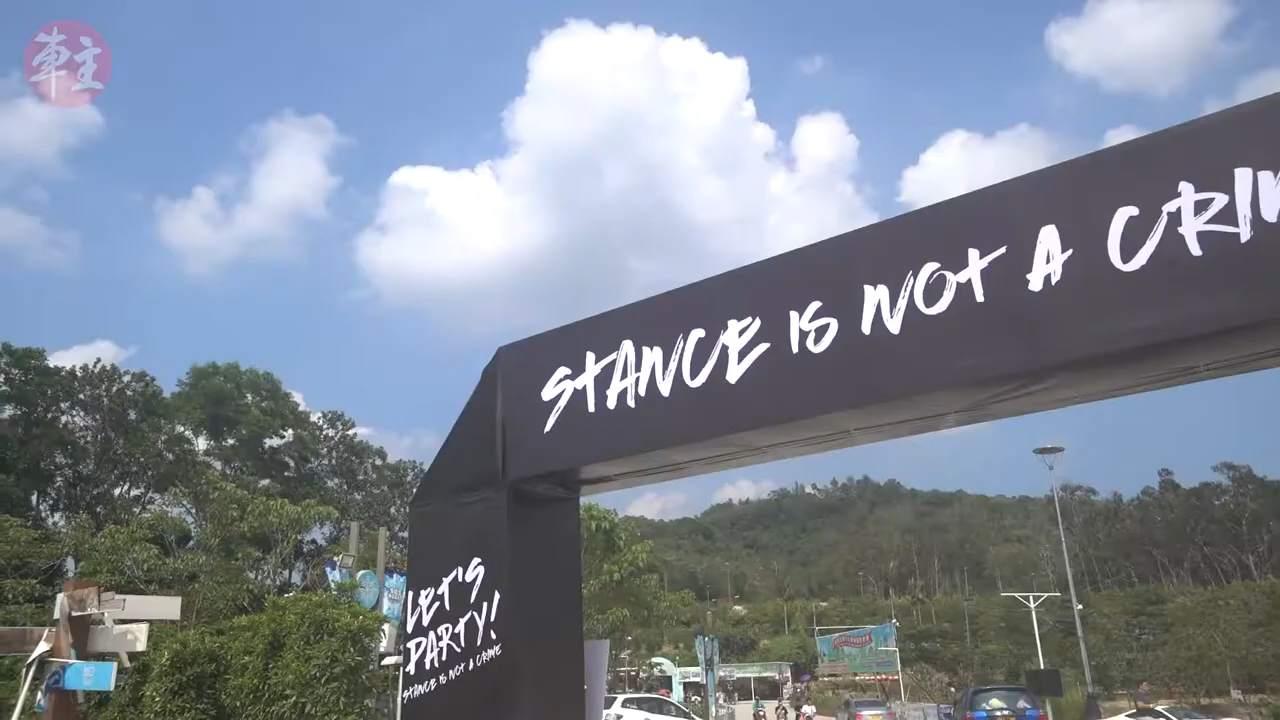 車主
STANCE IS NOT A CRI
LET'S
PARTY!
STANCE IS NOT A CRIME